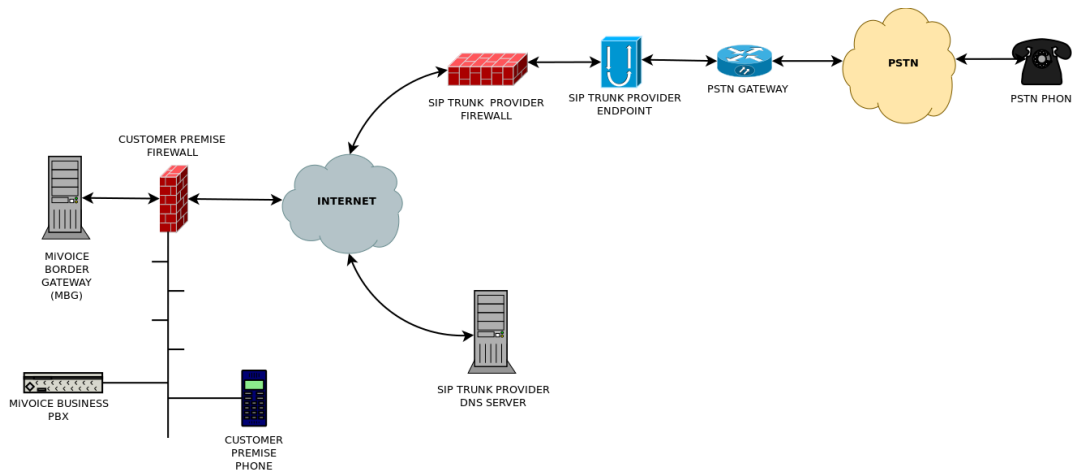 PSTN
PSTN PHON
PSTN GATEWAY
SIP TRUNK PROVIDER
ENDPOINT
SIP TRUNK PROVIDER
FIREWALL
CUSTOMER PREMISE
FIREWALL
INTERNET
MiVOICE
BORDER
GATEWAY
(MBG)
SIP TRUNK PROVIDER
DNS SERVER
MiVOICE BUSINESS
PBX
CUSTOMER
PREMISE
PHONE